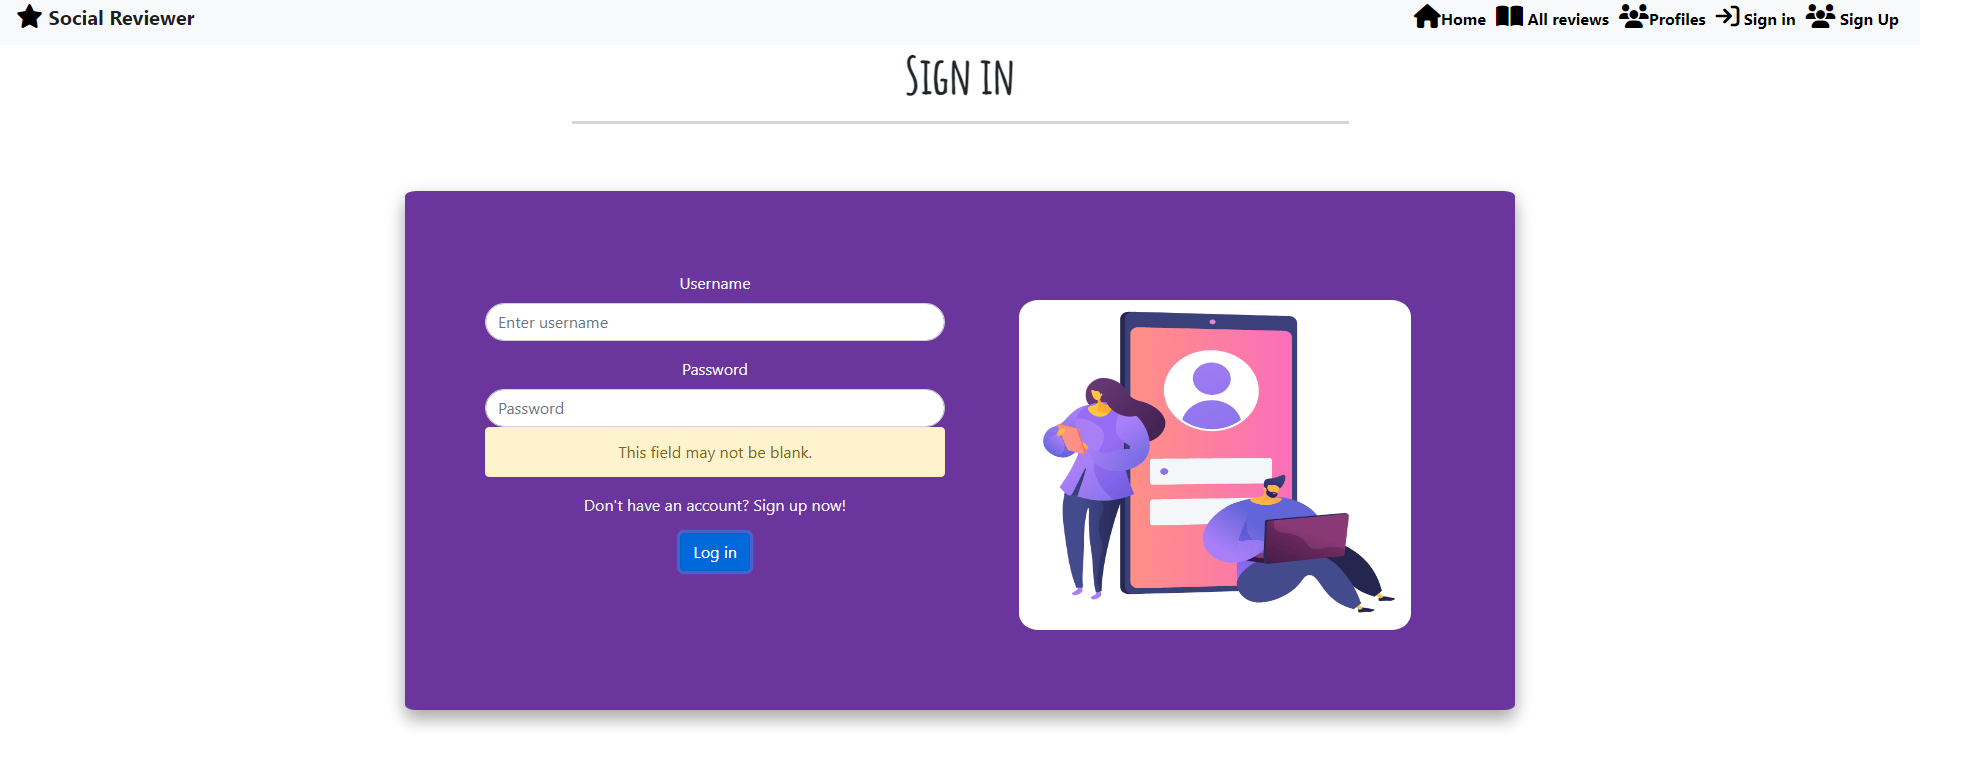 Social Reviewer
Home All reviews Profiles Sign in Sign Up
Sign in
Username
Enter username
Password
Password
This field may not be blank.
Don't have an account? Sign up now!
Log in